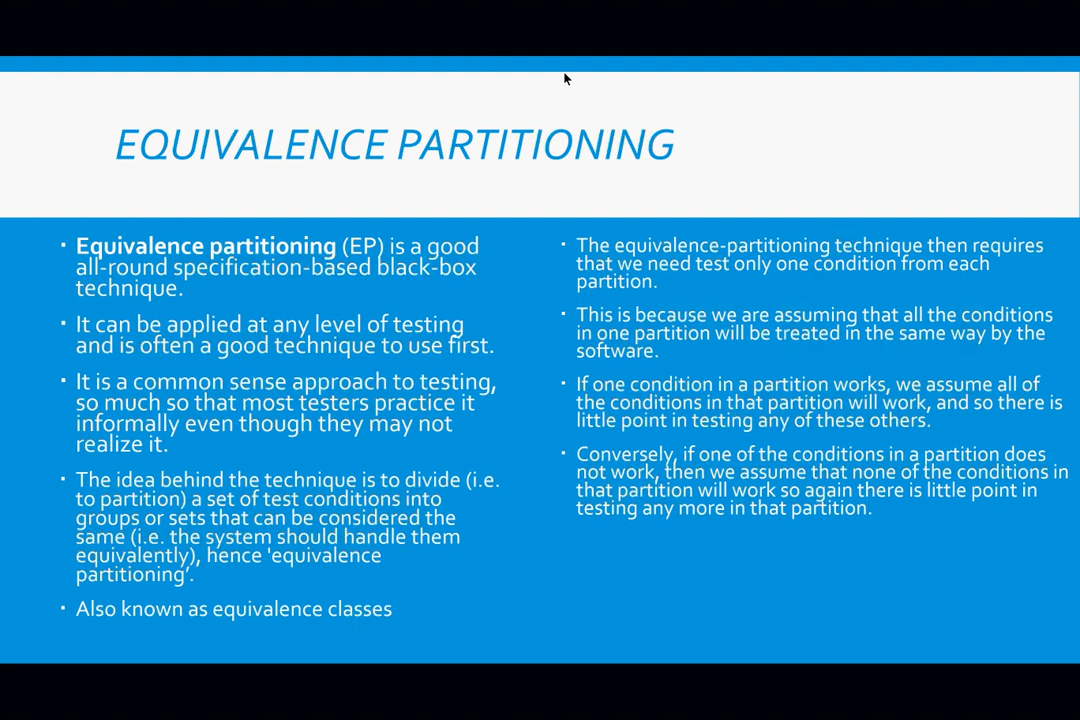 EQUIVALENCE PARTITIONING
▪ Equivalence partitioning (EP) is a good
all-round specification-based black-box
technique.
▪ It can be applied at any level of testing
and is often a good technique to use first.
▪ It is a common sense approach to testing,
so much so that most testers practice it
informally even though they may not
realize it.
▪ The idea behind the technique is to divide (i.e.
to partition) a set of test conditions into
groups or sets that can be considered the
same (i.e. the system should handle them
equivalently), hence 'equivalence
partitioning'.
▪ Also known as equivalence classes
▪ The equivalence-partitioning technique then requires
that we need test only one condition from each
partition.
▪ This is because we are assuming that all the conditions
in one partition will be treated in the same way by the
software.
▪ If one condition in a partition works, we assume all of
the conditions in that partition will work, and so there is
little point in testing any of these others.
▪ Conversely, if one of the conditions in a partition does
not work, then we assume that none of the conditions in
that partition will work so again there is little point in
testing any more in that partition.